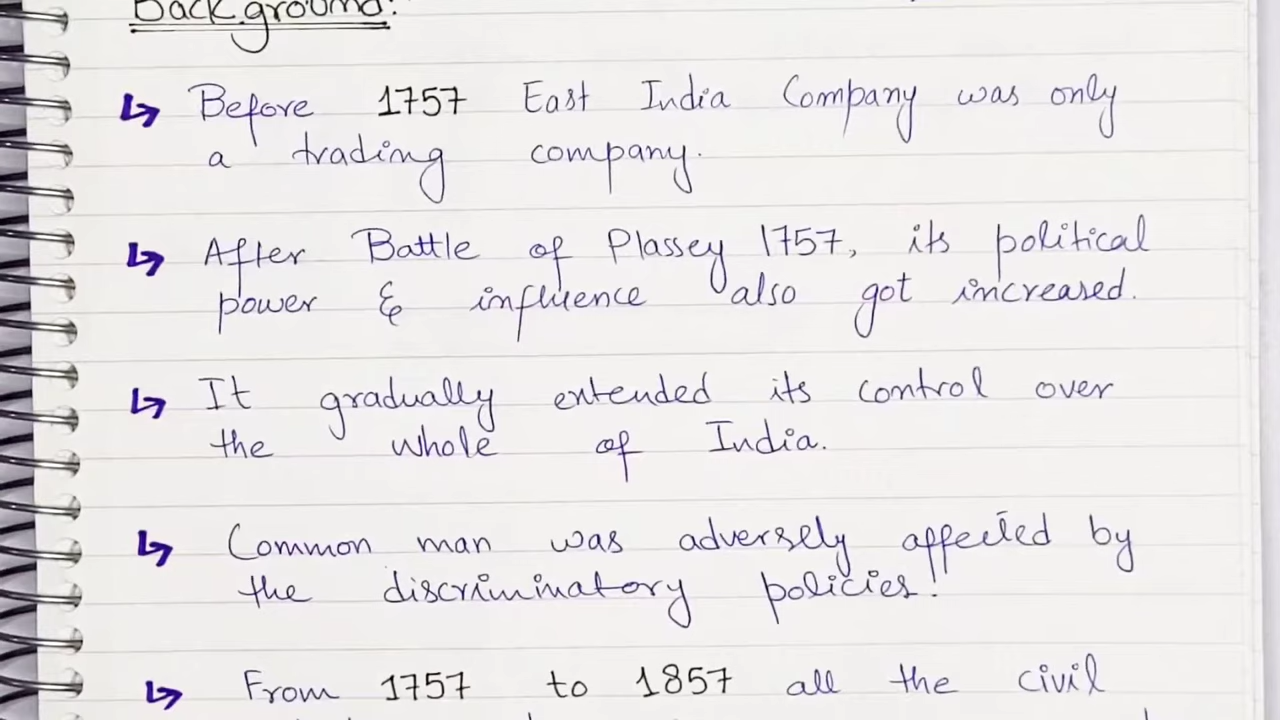 Background:
Before 1757 East India Company was only
a trading company.
After Battle of Plassey 1757, its political
power & influence also got increased.
It gradually extended its control over
the whole of India.
Common man was adversely affected by
the discriminatory policies!
From 1757 to 1857 all the civil